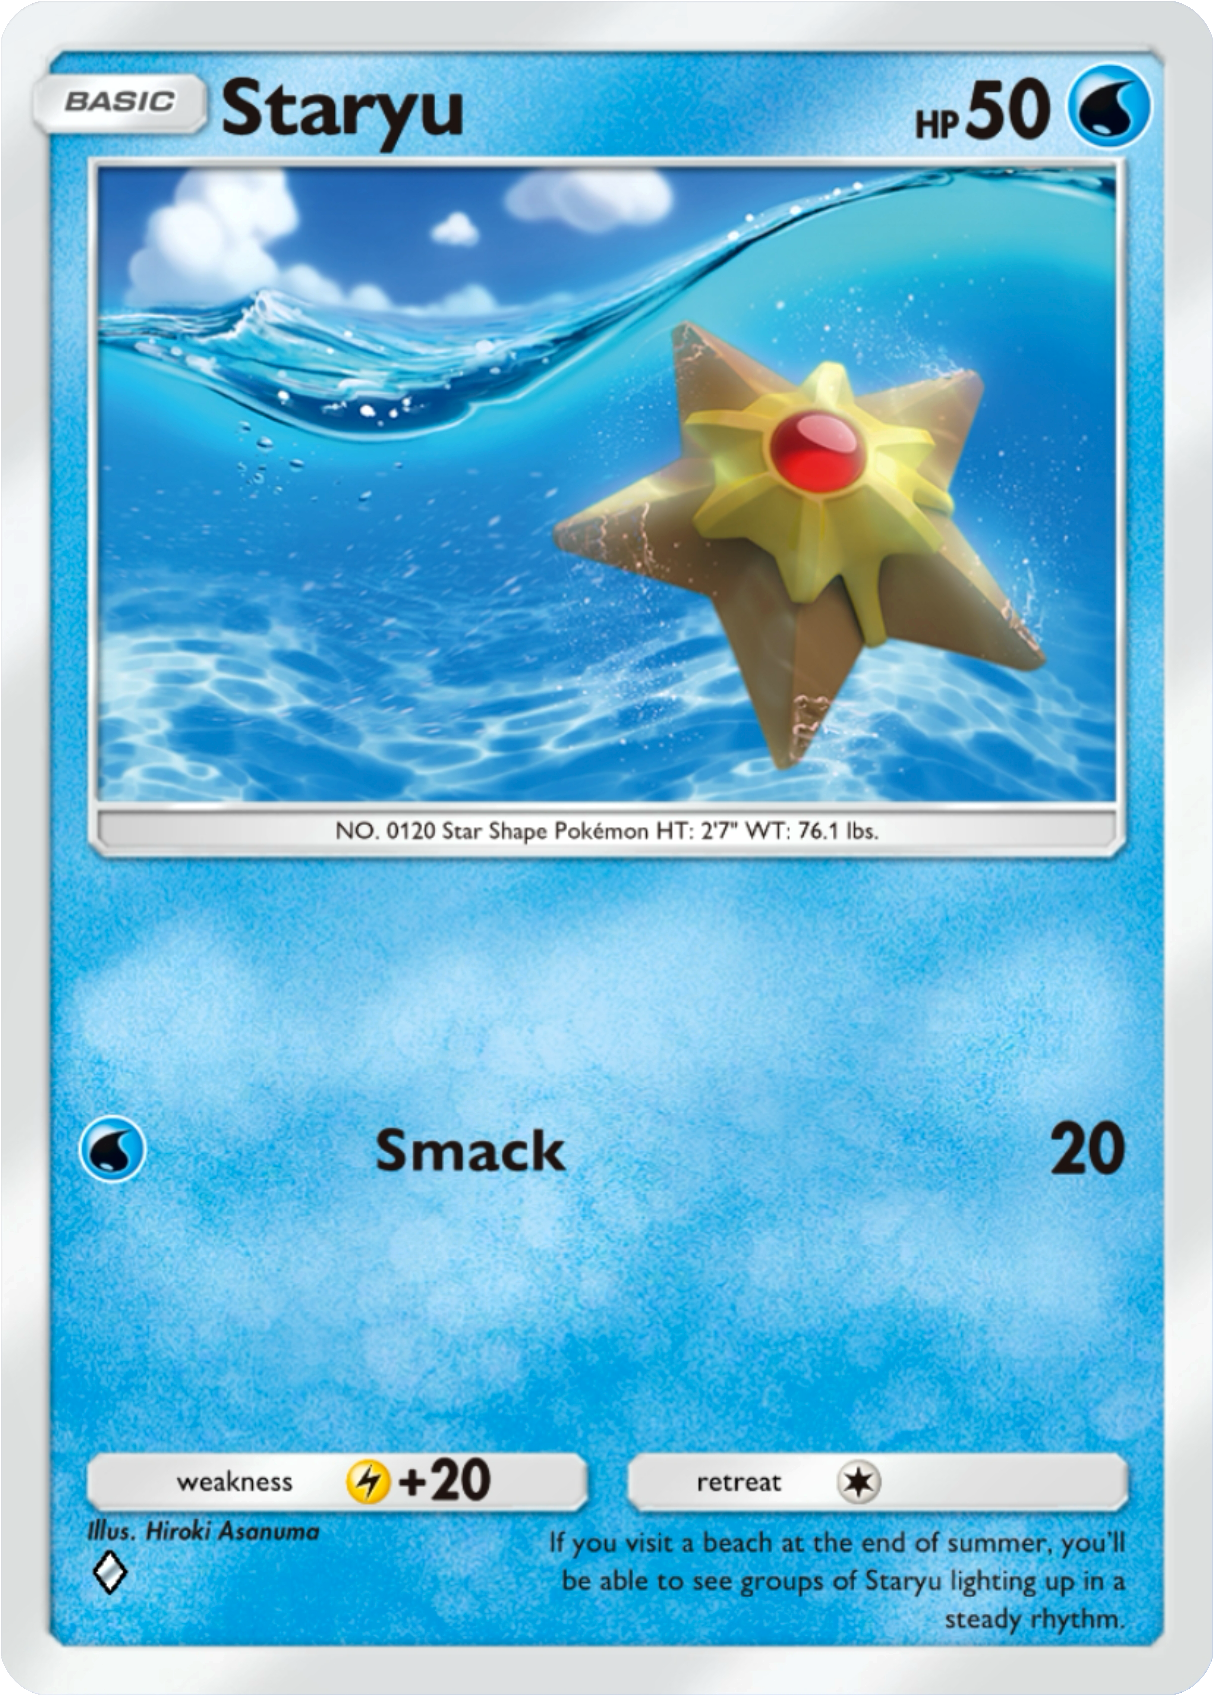 BASIC
Staryu
HP 50
NO. 0120 Star Shape Pokémon HT: 2'7" WT: 76.1 lbs.
Smack 20
weakness +20
retreat
Illus. Hiroki Asanuma
If you visit a beach at the end of summer, you'll
be able to see groups of Staryu lighting up in a
steady rhythm.